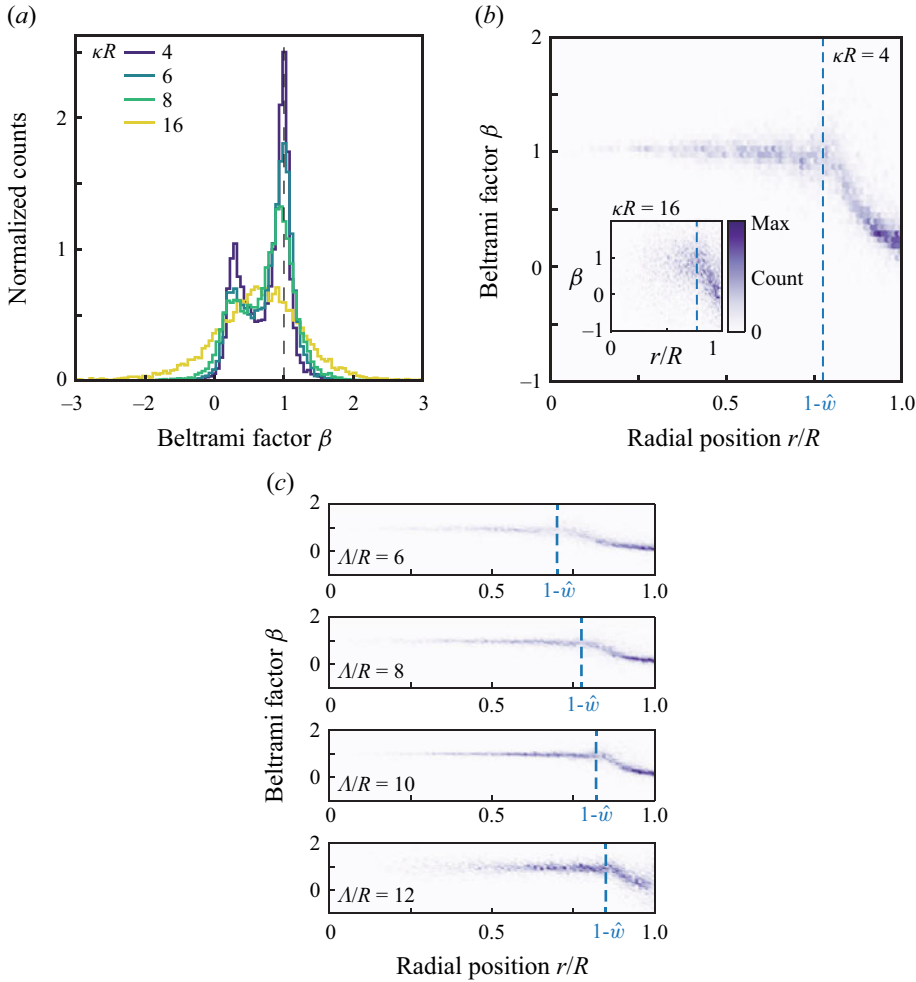 (a)
κR
4
6
8
16
Normalized counts
2
1
0
–3
–2
–1
0
1
2
3
Beltrami factor β
(b)
κR = 4
Beltrami factor β
2
1
0
–1
κR = 16
β
1
0
–1
0
r/R
1
Max
Count
0
0
0.5
1-ŵ
1.0
Radial position r/R
(c)
Beltrami factor β
2
0
Λ/R = 6
0
0.5
1-ŵ
1.0
2
0
Λ/R = 8
0
0.5
1-ŵ
1.0
2
0
Λ/R = 10
0
0.5
1-ŵ
1.0
2
0
Λ/R = 12
0
0.5
1-ŵ
1.0
Radial position r/R